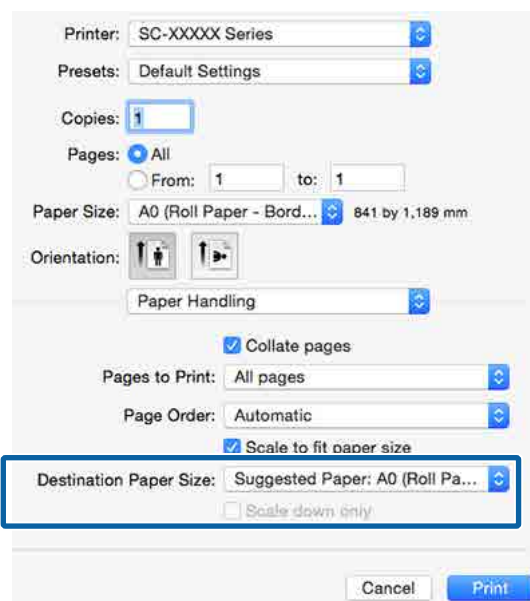 Printer: SC-XXXXX Series
Presets: Default Settings
Copies: 1
Pages: All
From: 1 to: 1
Paper Size: A0 (Roll Paper - Bord... 841 by 1,189 mm
Orientation:
Paper Handling
Collate pages
Pages to Print: All pages
Page Order: Automatic
Scale to fit paper size
Destination Paper Size: Suggested Paper: A0 (Roll Pa...
Scale down only
Cancel Print